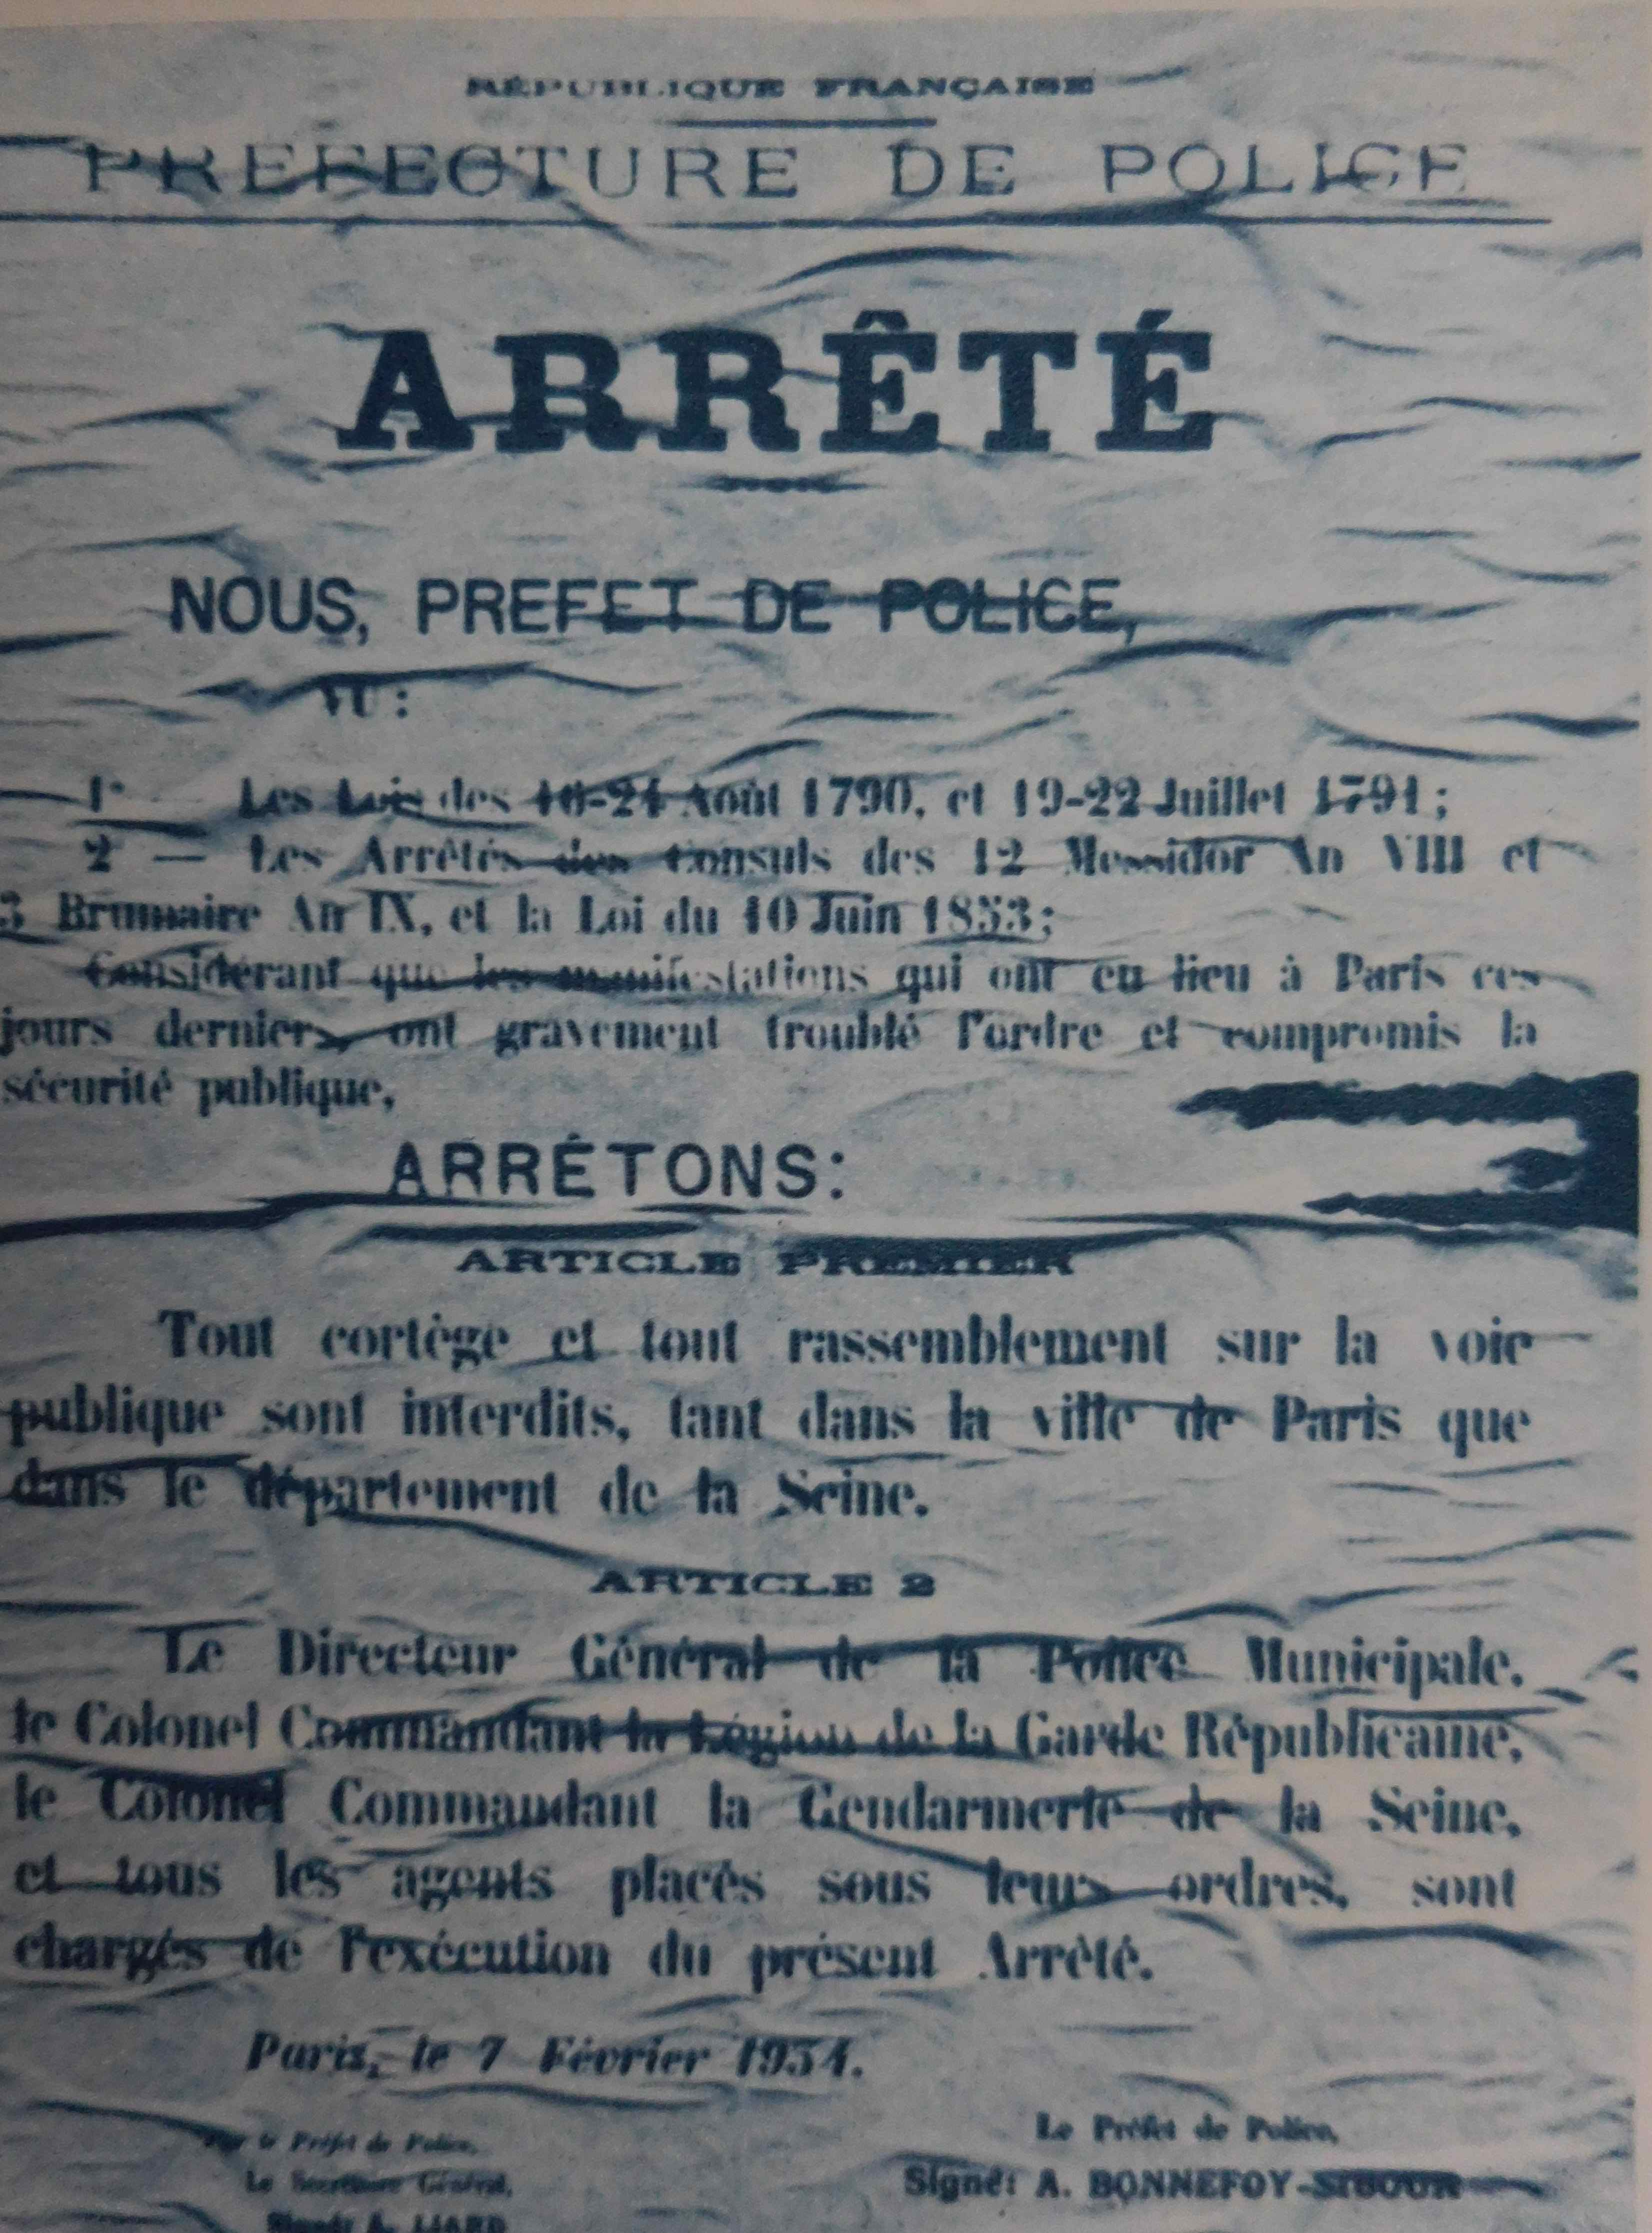 RÉPUBLIQUE FRANÇAISE
PREFECTURE DE POLICE
ARRÊTÉ
NOUS, PREFET DE POLICE,
VU :
1° — Les Lois des 16-24 Août 1790, et 19-22 Juillet 1791 ;
2 — Les Arrêtés des Consuls des 12 Messidor An VIII et
3 Brumaire An IX, et la Loi du 10 Juin 1853 ;
Considérant que les manifestations qui ont eu lieu à Paris ces
jours derniers, ont gravement troublé l'ordre et compromis la
sécurité publique,
ARRÊTONS:
ARTICLE PREMIER
Tout cortège et tout rassemblement sur la voie
publique sont interdits, tant dans la ville de Paris que
dans le département de la Seine.
ARTICLE 2
Le Directeur Général de la Police Municipale,
le Colonel Commandant la Légion de la Garde Républicaine,
le Colonel Commandant la Gendarmerie de la Seine,
et tous les agents placés sous leurs ordres, sont
chargés de l'exécution du présent Arrêté.
Paris, le 7 Février 1934.
Le Préfet de Police,
Signé: A. BONNEFOY-SIBOUR
Par le Préfet de Police,
Le Secrétaire Général,
Signé: A. LIARD